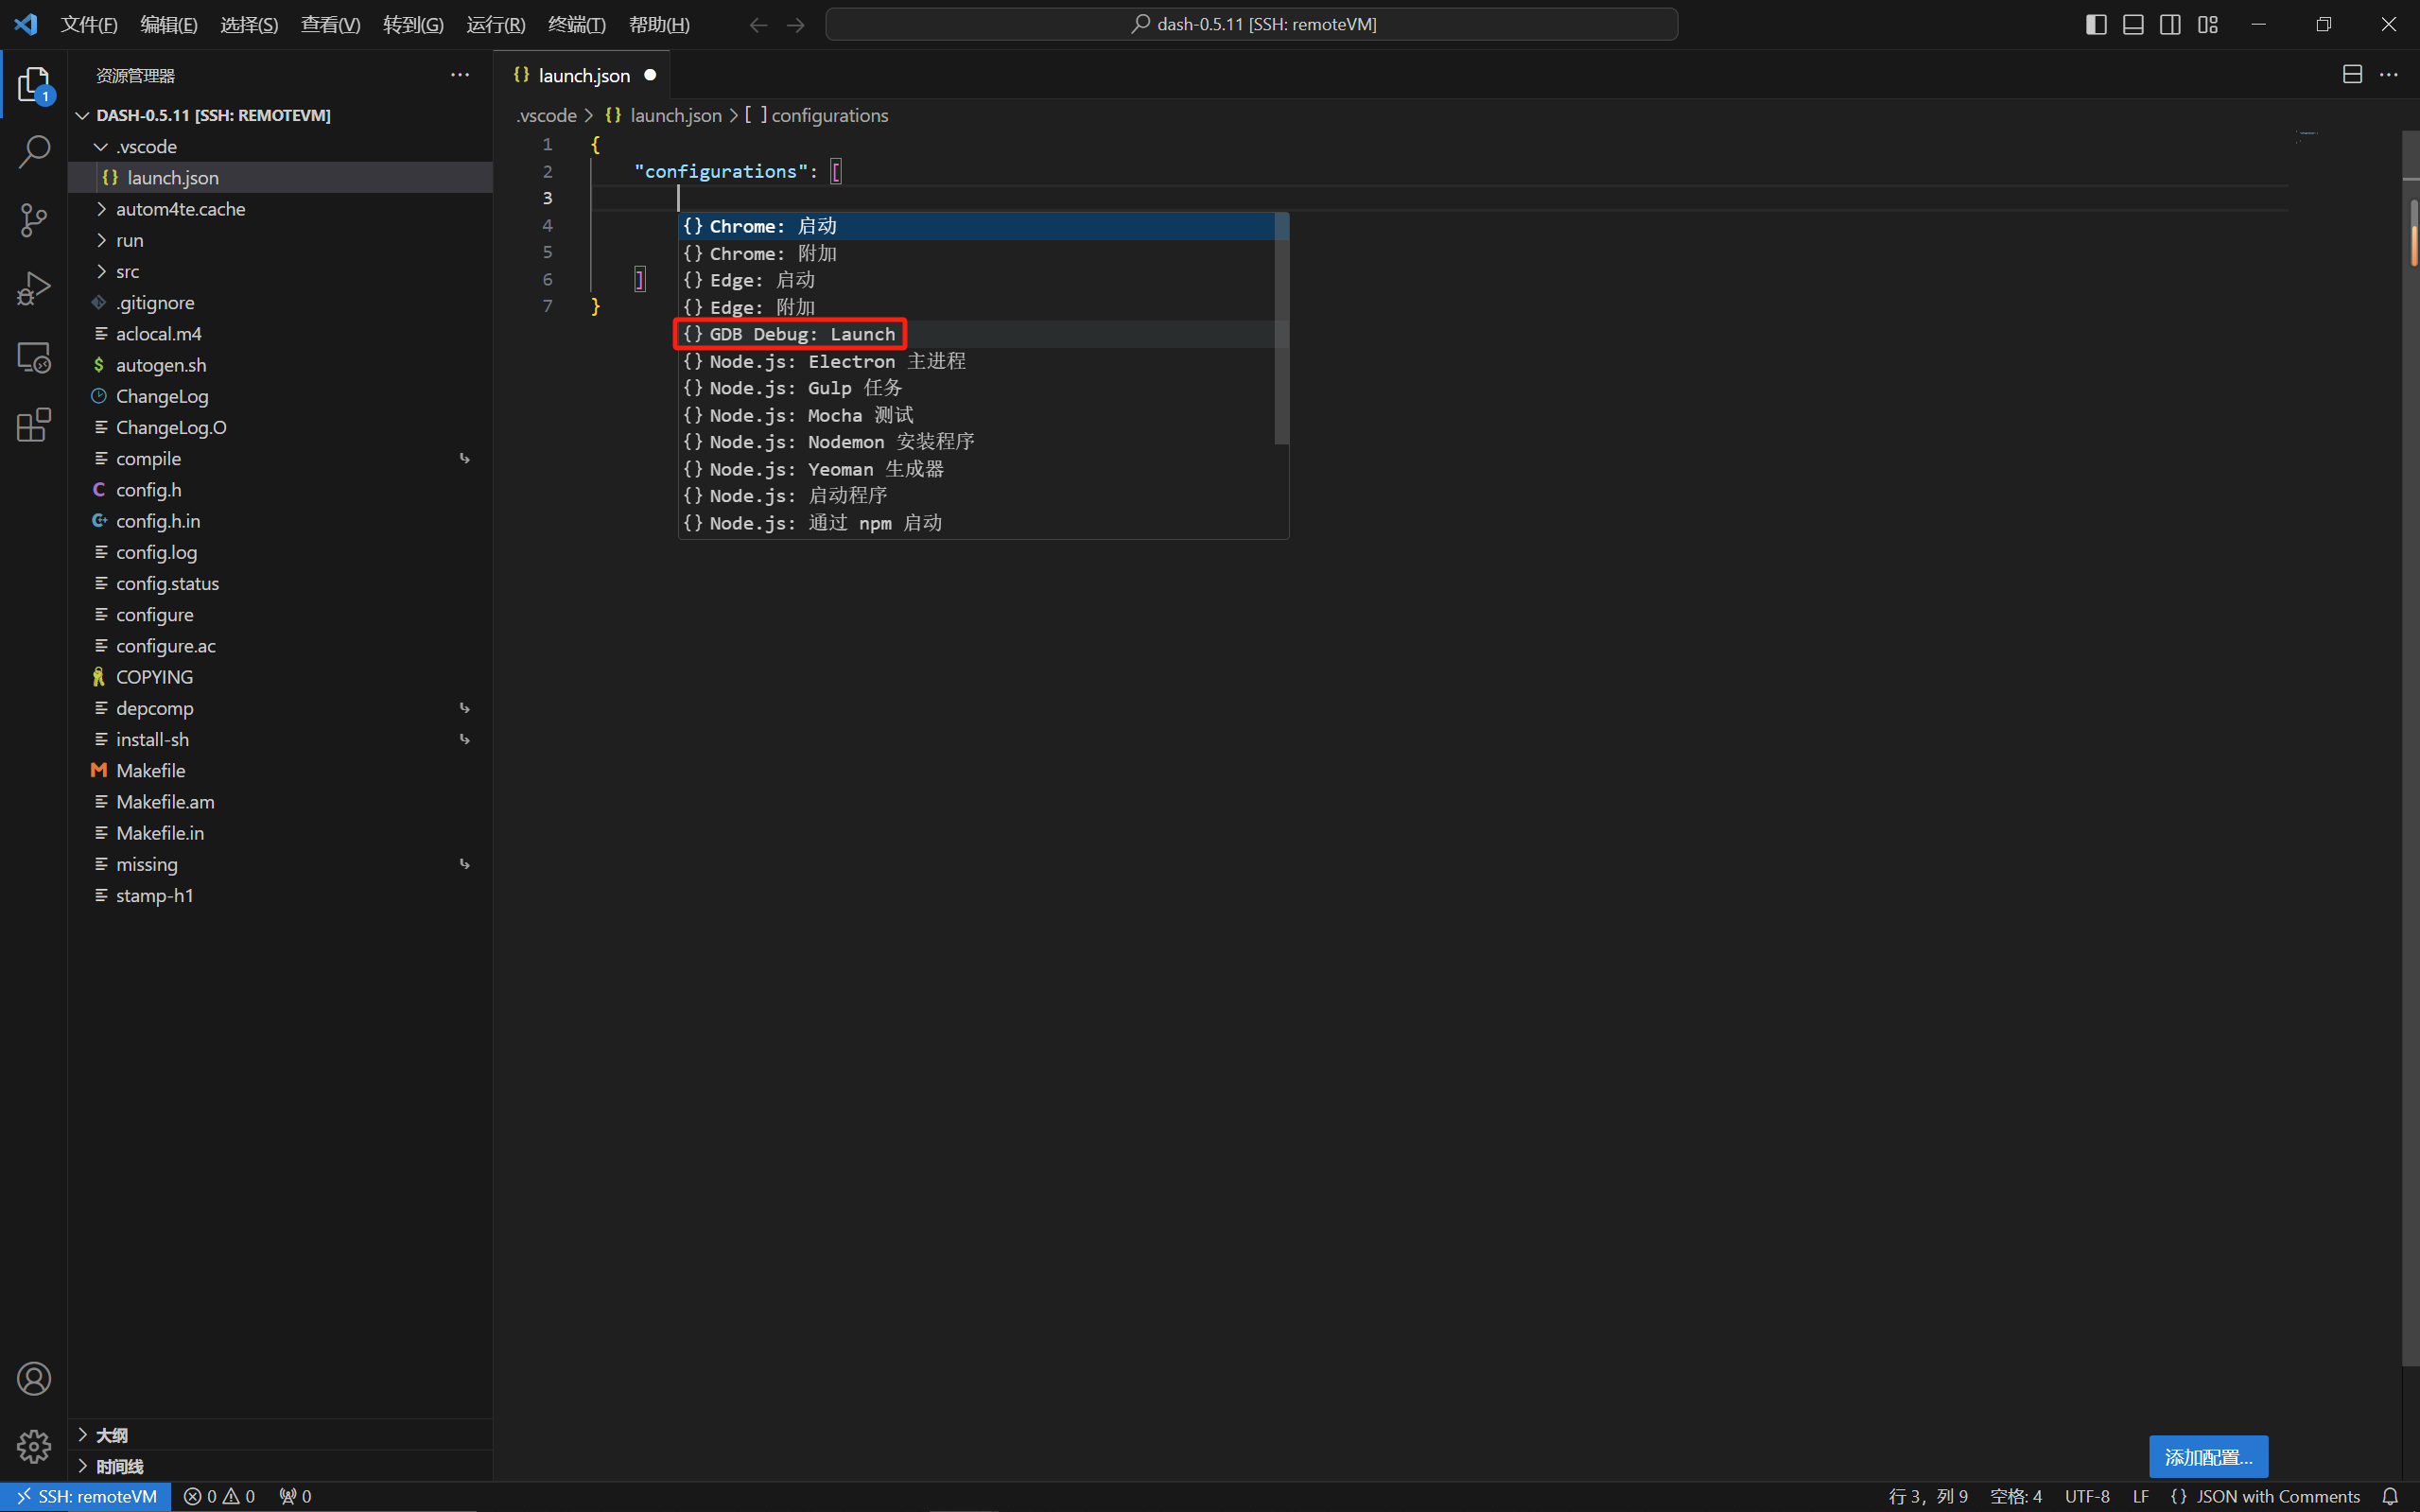 文件(F) 编辑(E) 选择(S) 查看(V) 转到(G) 运行(R) 终端(T) 帮助(H)
dash-0.5.11 [SSH: remoteVM]
1
资源管理器
DASH-0.5.11 [SSH: REMOTEVM]
.vscode
{} launch.json
autom4te.cache
run
src
.gitignore
aclocal.m4
$ autogen.sh
ChangeLog
ChangeLog.O
compile
C config.h
C+ config.h.in
config.log
config.status
configure
configure.ac
COPYING
depcomp
install-sh
M Makefile
Makefile.am
Makefile.in
missing
stamp-h1
大纲
时间线
{} launch.json
.vscode > {} launch.json > [ ] configurations
1 {
2 "configurations": [
3
4
5
6 ]
7 }
{} Chrome: 启动
{} Chrome: 附加
{} Edge: 启动
{} Edge: 附加
{} GDB Debug: Launch
{} Node.js: Electron 主进程
{} Node.js: Gulp 任务
{} Node.js: Mocha 测试
{} Node.js: Nodemon 安装程序
{} Node.js: Yeoman 生成器
{} Node.js: 启动程序
{} Node.js: 通过 npm 启动
添加配置...
SSH: remoteVM 0 0 0
行 3，列 9 空格: 4 UTF-8 LF {} JSON with Comments